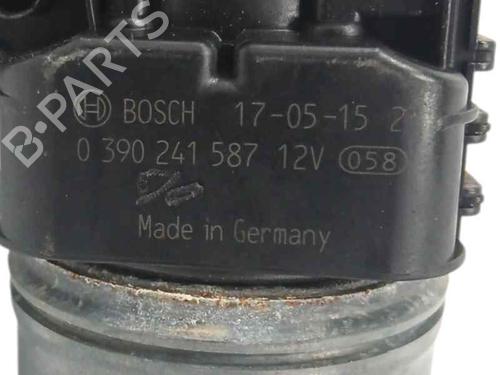 B-PARTS
BOSCH 17-05-15 2
0 390 241 587 12V 058
Made in Germany